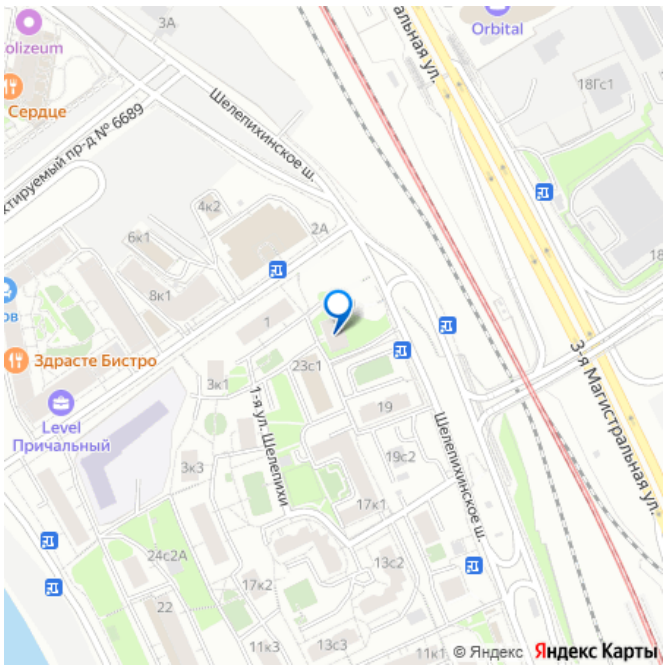 3А
Orbital
olizeum
ральная ул.
18Гс1
Сердце
Шелепихинское ш.
ктируемый пр-д № 6689
4к2
2А
6к1
18
8к1
ов
1
Здрасте Бистро
3-я Магистральная ул.
23с1
3к1
Level
Причальный
1-я ул. Шелепихи
19
Шелепихинское ш.
19с2
3к3
17к1
24с2А
13с2
17к2
22
11к3
13с3
11к1
© Яндекс Яндекс Карты